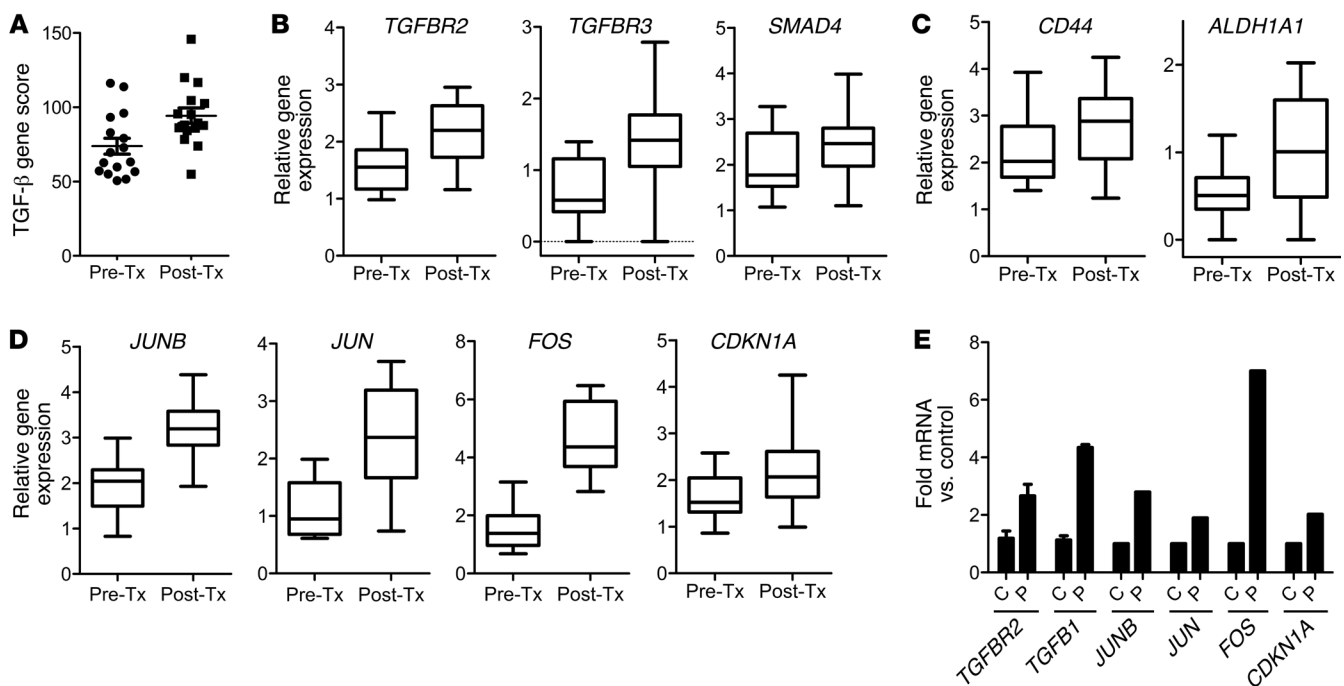 A
TGF-β gene score
150
100
50
0
Pre-Tx Post-Tx
B
Relative gene
expression
TGFBR2
4
3
2
1
0
Pre-Tx Post-Tx
TGFBR3
3
2
1
0
Pre-Tx Post-Tx
SMAD4
5
4
3
2
1
0
Pre-Tx Post-Tx
C
Relative gene
expression
CD44
5
4
3
2
1
0
Pre-Tx Post-Tx
ALDH1A1
2
1
0
Pre-Tx Post-Tx
D
Relative gene
expression
JUNB
5
4
3
2
1
0
Pre-Tx Post-Tx
JUN
4
3
2
1
0
Pre-Tx Post-Tx
FOS
8
6
4
2
0
Pre-Tx Post-Tx
CDKN1A
5
4
3
2
1
0
Pre-Tx Post-Tx
E
Fold mRNA
vs. control
8
6
4
2
0
C P C P C P C P C P C P
TGFBR2 TGFB1 JUNB JUN FOS CDKN1A